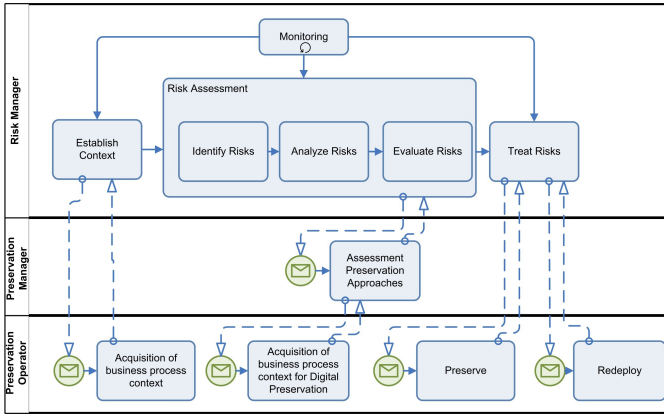 Risk Manager
Monitoring
Risk Assessment
Establish
Context
Identify Risks
Analyze Risks
Evaluate Risks
Treat Risks
Preservation
Manager
Assessment
Preservation
Approaches
Preservation
Operator
Acquisition of
business process
context
Acquisition of
business process
context for Digital
Preservation
Preserve
Redeploy